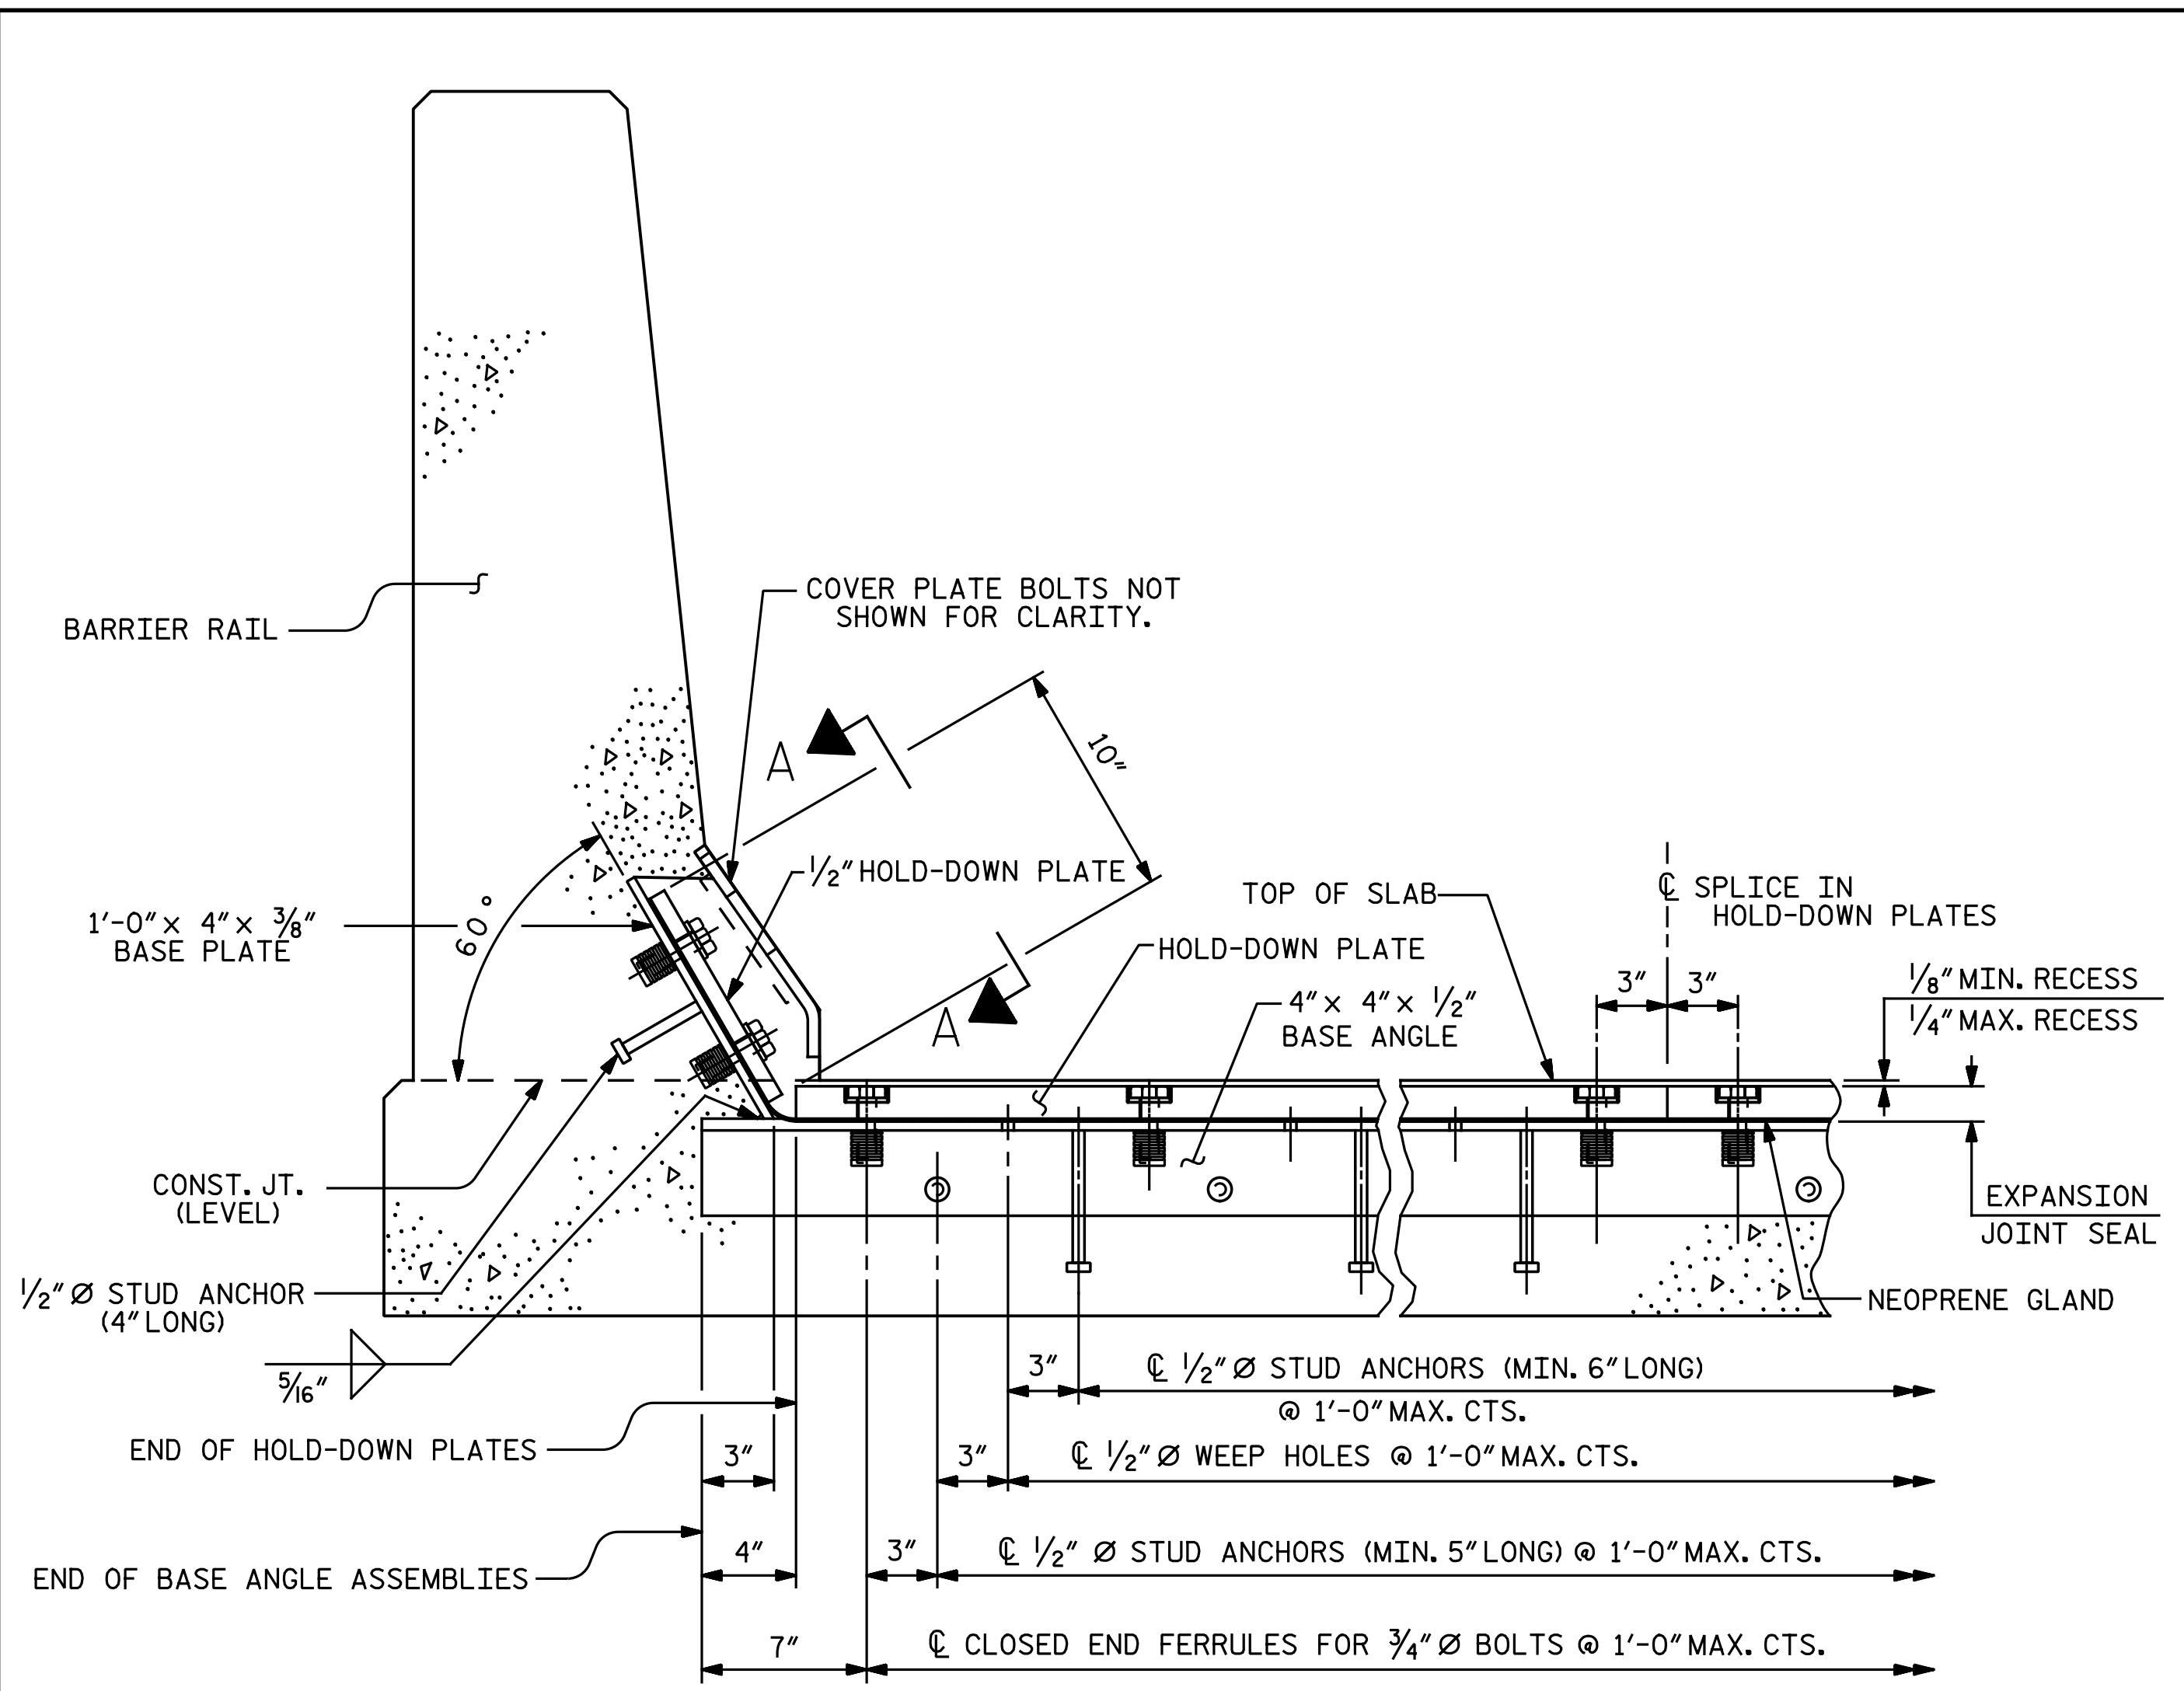 BARRIER RAIL
COVER PLATE BOLTS NOT
SHOWN FOR CLARITY.
A
10"
1/2" HOLD-DOWN PLATE
TOP OF SLAB
℄ SPLICE IN
HOLD-DOWN PLATES
1'-0" x 4" x 3/8"
BASE PLATE
60°
HOLD-DOWN PLATE
3"
3"
1/8" MIN. RECESS
1/4" MAX. RECESS
4" x 4" x 1/2"
BASE ANGLE
A
CONST. JT.
(LEVEL)
EXPANSION
JOINT SEAL
1/2" Ø STUD ANCHOR
(4" LONG)
NEOPRENE GLAND
5/16"
3"
℄ 1/2" Ø STUD ANCHORS (MIN. 6" LONG)
@ 1'-0" MAX. CTS.
END OF HOLD-DOWN PLATES
3"
3"
℄ 1/2" Ø WEEP HOLES @ 1'-0" MAX. CTS.
END OF BASE ANGLE ASSEMBLIES
4"
3"
℄ 1/2" Ø STUD ANCHORS (MIN. 5" LONG) @ 1'-0" MAX. CTS.
7"
℄ CLOSED END FERRULES FOR 3/4" Ø BOLTS @ 1'-0" MAX. CTS.